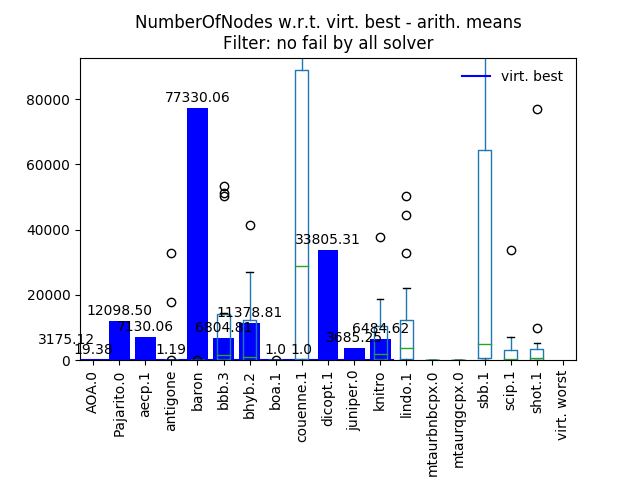 NumberOfNodes w.r.t. virt. best - arith. means
Filter: no fail by all solver
virt. best
80000
60000
40000
20000
0
77330.06
33805.31
12098.50
11378.81
7130.06
6804.81
6484.62
3685.25
3175.12
19.38
1.19
1.0
1.0
AOA.0
Pajarito.0
aecp.1
antigone
baron
bbb.3
bhyb.2
boa.1
couenne.1
dicopt.1
juniper.0
knitro
lindo.1
mtaurbnbcpx.0
mtaurqgcpx.0
sbb.1
scip.1
shot.1
virt. worst